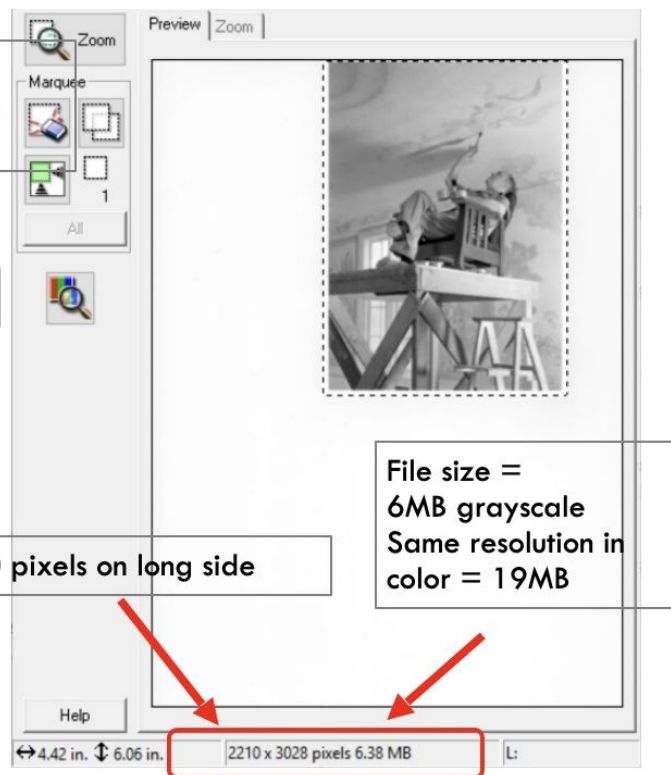 Zoom
Preview Zoom
Marquee
1
All
File size =
6MB grayscale
Same resolution in
color = 19MB
pixels on long side
Help
4.42 in. 6.06 in. 2210 x 3028 pixels 6.38 MB L: